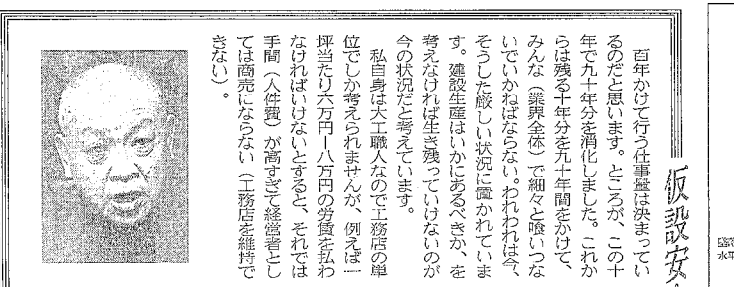 仮設安
百年かけて行う仕事量は決まってい
るのだと思います。ところが、この十
年で九十年分を消化しました。これか
らは残る十年分を九十年間をかけて、
みんな（業界全体）で細々と喰いつな
いでいかねばならない。われわれは今、
そうした厳しい状況に置かれていま
す。建設生産はいかにあるべきか、を
考えなければ生き残っていけないのが
今の状況だと考えています。
私自身は大工職人なので工務店の単
位でしか考えられませんが、例えば一
坪当たり六万円ー八万円の労賃を払わ
なければいけないとすると、それでは
手間（人件費）が高すぎて経営者とし
ては商売にならない（工務店を維持で
きない）。